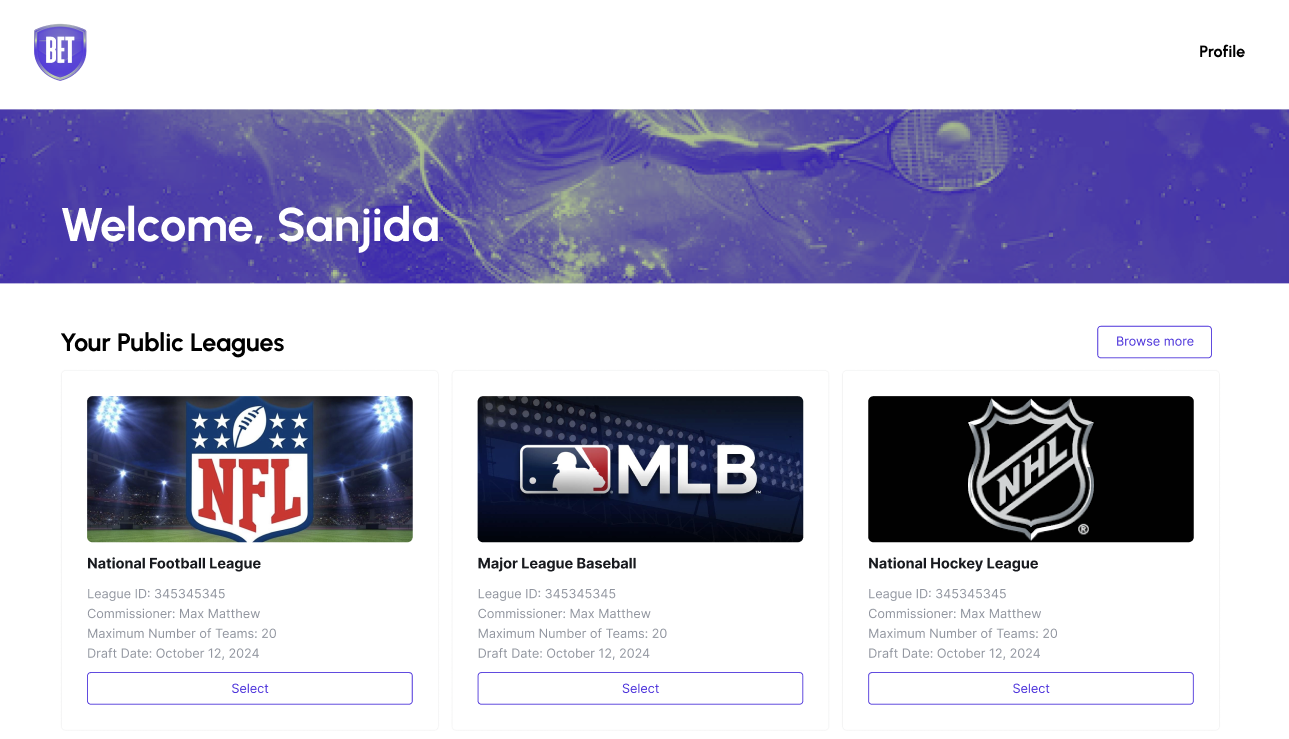 BET
Profile
Welcome, Sanjida
Your Public Leagues
Browse more
NFL
MLB™
NHL
®
National Football League
Major League Baseball
National Hockey League
League ID: 345345345
Commissioner: Max Matthew
Maximum Number of Teams: 20
Draft Date: October 12, 2024
Select
League ID: 345345345
Commissioner: Max Matthew
Maximum Number of Teams: 20
Draft Date: October 12, 2024
Select
League ID: 345345345
Commissioner: Max Matthew
Maximum Number of Teams: 20
Draft Date: October 12, 2024
Select